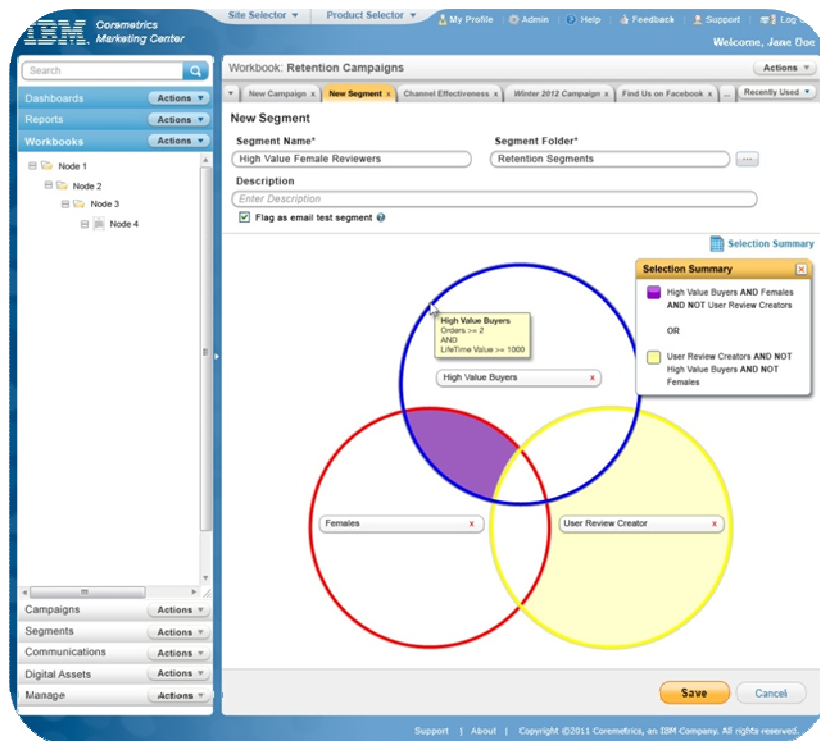 IBM. Coremetrics
Marketing Center
Site Selector
Product Selector
My Profile
Admin
Help
Feedback
Support
Log
Welcome, Jane Doe
Search
Dashboards
Actions
Reports
Actions
Workbooks
Actions
Node 1
Node 2
Node 3
Node 4
Campaigns
Actions
Segments
Actions
Communications
Actions
Digital Assets
Actions
Manage
Actions
Workbook: Retention Campaigns
Actions
New Campaign x
New Segment x
Channel Effectiveness x
Winter 2012 Campaign x
Find Us on Facebook x
...
Recently Used
New Segment
Segment Name*
Segment Folder*
High Value Female Reviewers
Retention Segments
...
Description
Enter Description
Flag as email test segment ?
Selection Summary
Selection Summary x
High Value Buyers AND Females
AND NOT User Review Creators
OR
User Review Creators AND NOT
High Value Buyers AND NOT
Females
High Value Buyers
Orders >= 2
AND
LifeTime Value >= 1000
High Value Buyers x
Females x
User Review Creator x
Save
Cancel
Support | About | Copyright ©2011 Coremetrics, an IBM Company. All rights reserved.